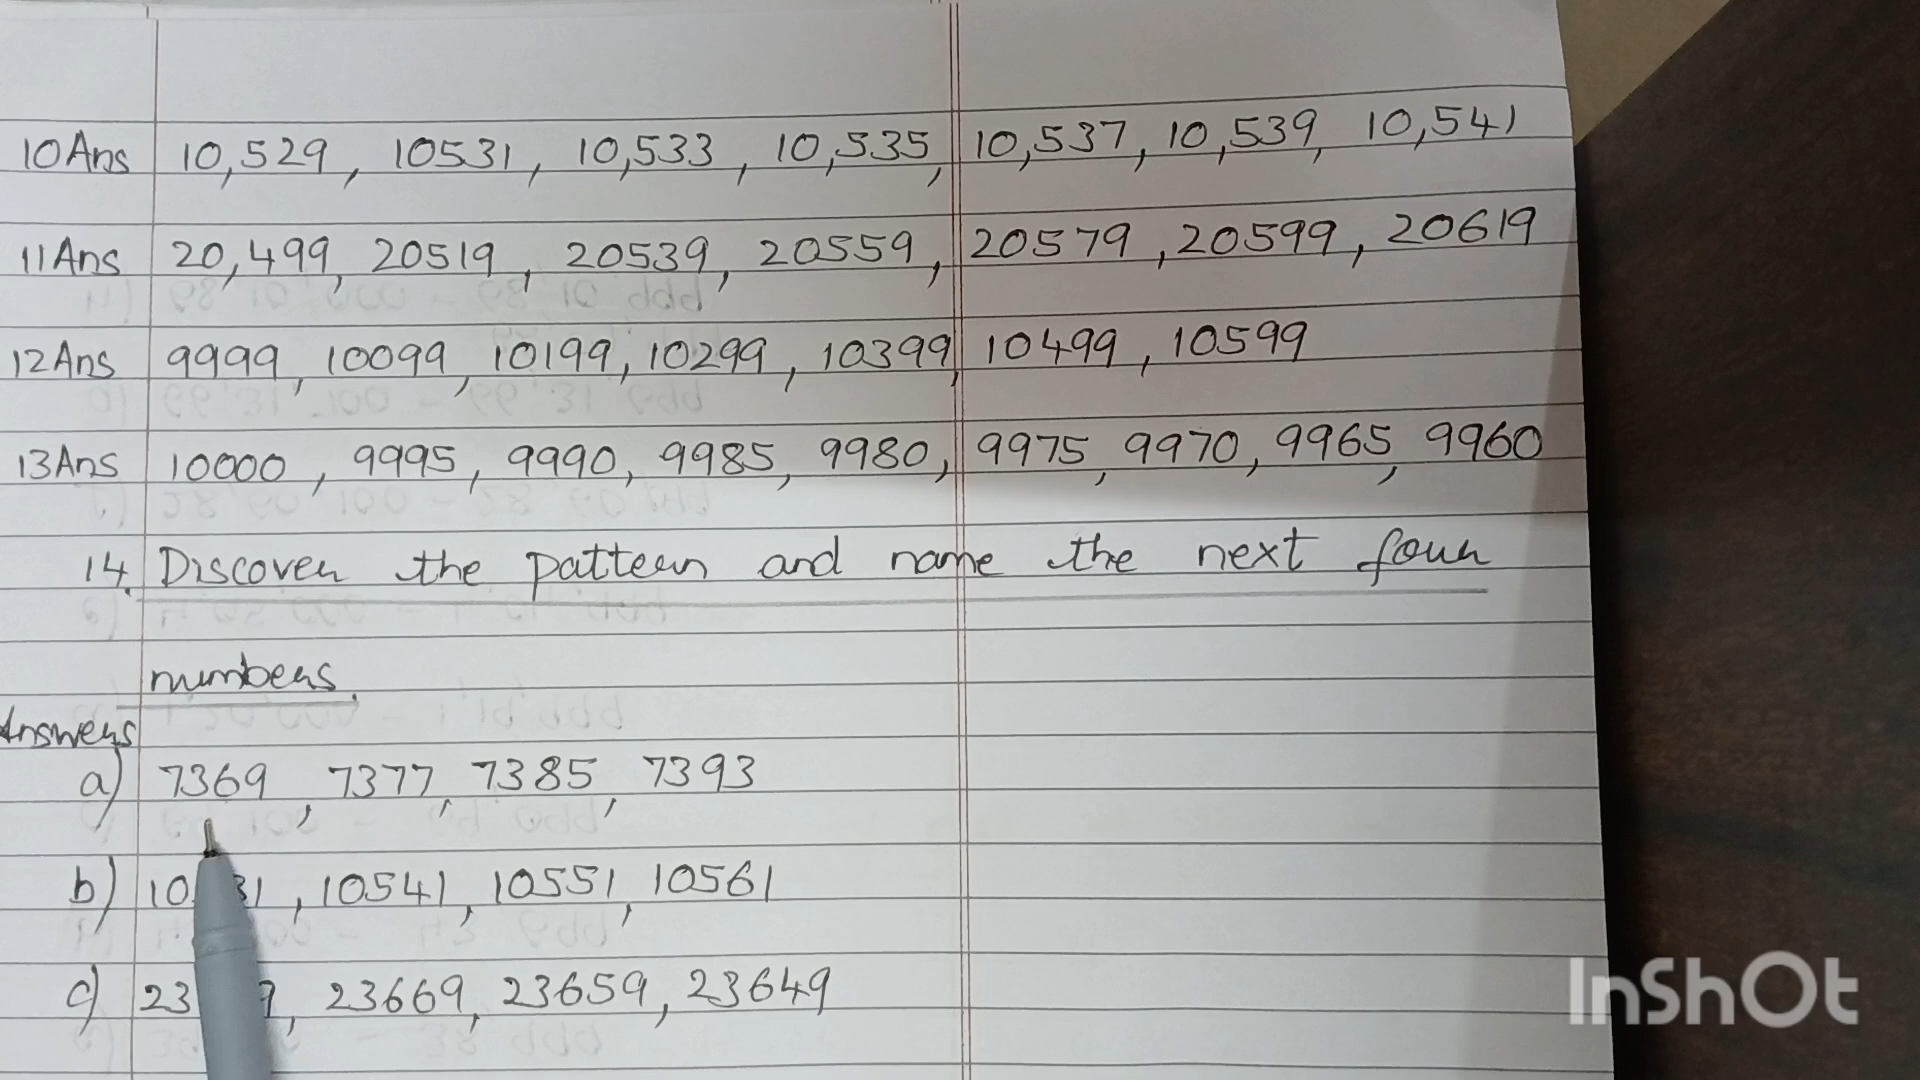 10Ans 10,529, 10531, 10,533, 10,535, 10,537, 10,539, 10,541
11Ans 20,499, 20519, 20539, 20559, 20579, 20599, 20619
12Ans 9999, 10099, 10199, 10299, 10399, 10499, 10599
13Ans 10000, 9995, 9990, 9985, 9980, 9975, 9970, 9965, 9960
14. Discover the pattern and name the next four
numbers.
Answers
a) 7369, 7377, 7385, 7393
b) 10541, 10551, 10561
c) 23669, 23659, 23649
InShOt